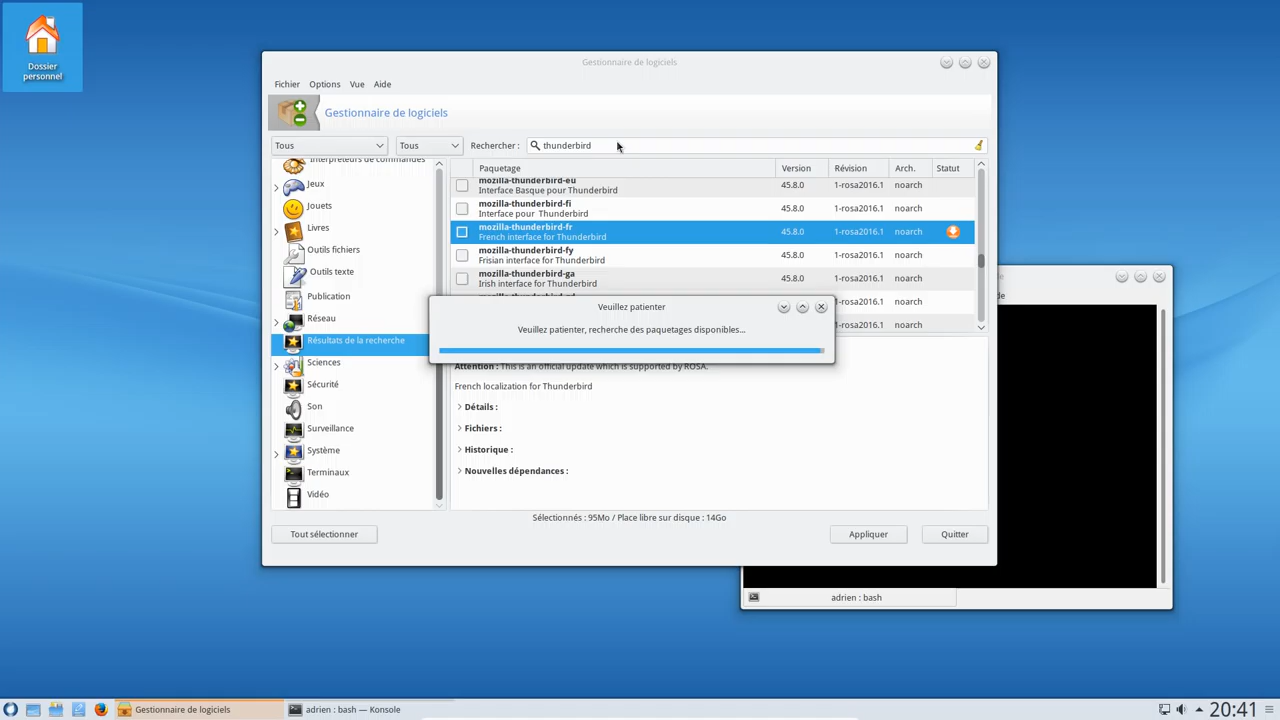 Dossier
personnel
Gestionnaire de logiciels
Fichier Options Vue Aide
Gestionnaire de logiciels
Tous Tous Rechercher : thunderbird
Interpréteurs de commandes
Jeux
Jouets
Livres
Outils fichiers
Outils texte
Publication
Réseau
Résultats de la recherche
Sciences
Sécurité
Son
Surveillance
Système
Terminaux
Vidéo
Paquetage Version Révision Arch. Statut
mozilla-thunderbird-eu 45.8.0 1-rosa2016.1 noarch
Interface Basque pour Thunderbird
mozilla-thunderbird-fi 45.8.0 1-rosa2016.1 noarch
Interface pour Thunderbird
mozilla-thunderbird-fr 45.8.0 1-rosa2016.1 noarch
French interface for Thunderbird
mozilla-thunderbird-fy 45.8.0 1-rosa2016.1 noarch
Frisian interface for Thunderbird
mozilla-thunderbird-ga 45.8.0 1-rosa2016.1 noarch
Irish interface for Thunderbird
1-rosa2016.1 noarch
1-rosa2016.1 noarch
Veuillez patienter
Veuillez patienter, recherche des paquetages disponibles...
Attention : This is an official update which is supported by ROSA.
French localization for Thunderbird
Détails :
Fichiers :
Historique :
Nouvelles dépendances :
Sélectionnés : 95Mo / Place libre sur disque : 14Go
Tout sélectionner Appliquer Quitter
adrien : bash
Gestionnaire de logiciels adrien : bash — Konsole 20:41